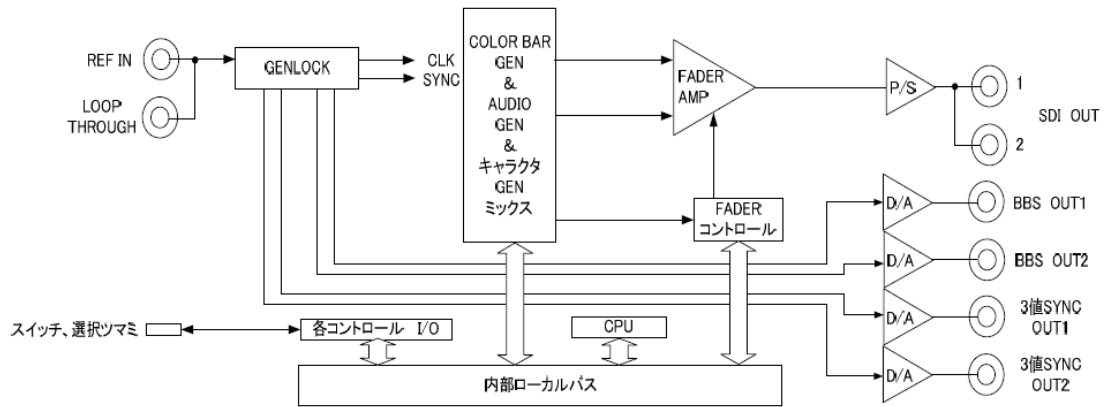 REF IN
LOOP
THROUGH
GENLOCK
CLK
SYNC
COLOR BAR
GEN
&
AUDIO
GEN
&
キャラクタ
GEN
ミックス
FADER
AMP
P/S
1
SDI OUT
2
FADER
コントロール
D/A
BBS OUT1
D/A
BBS OUT2
D/A
3値SYNC
OUT1
D/A
3値SYNC
OUT2
スイッチ、選択ツマミ
各コントロール I/O
CPU
内部ローカルバス